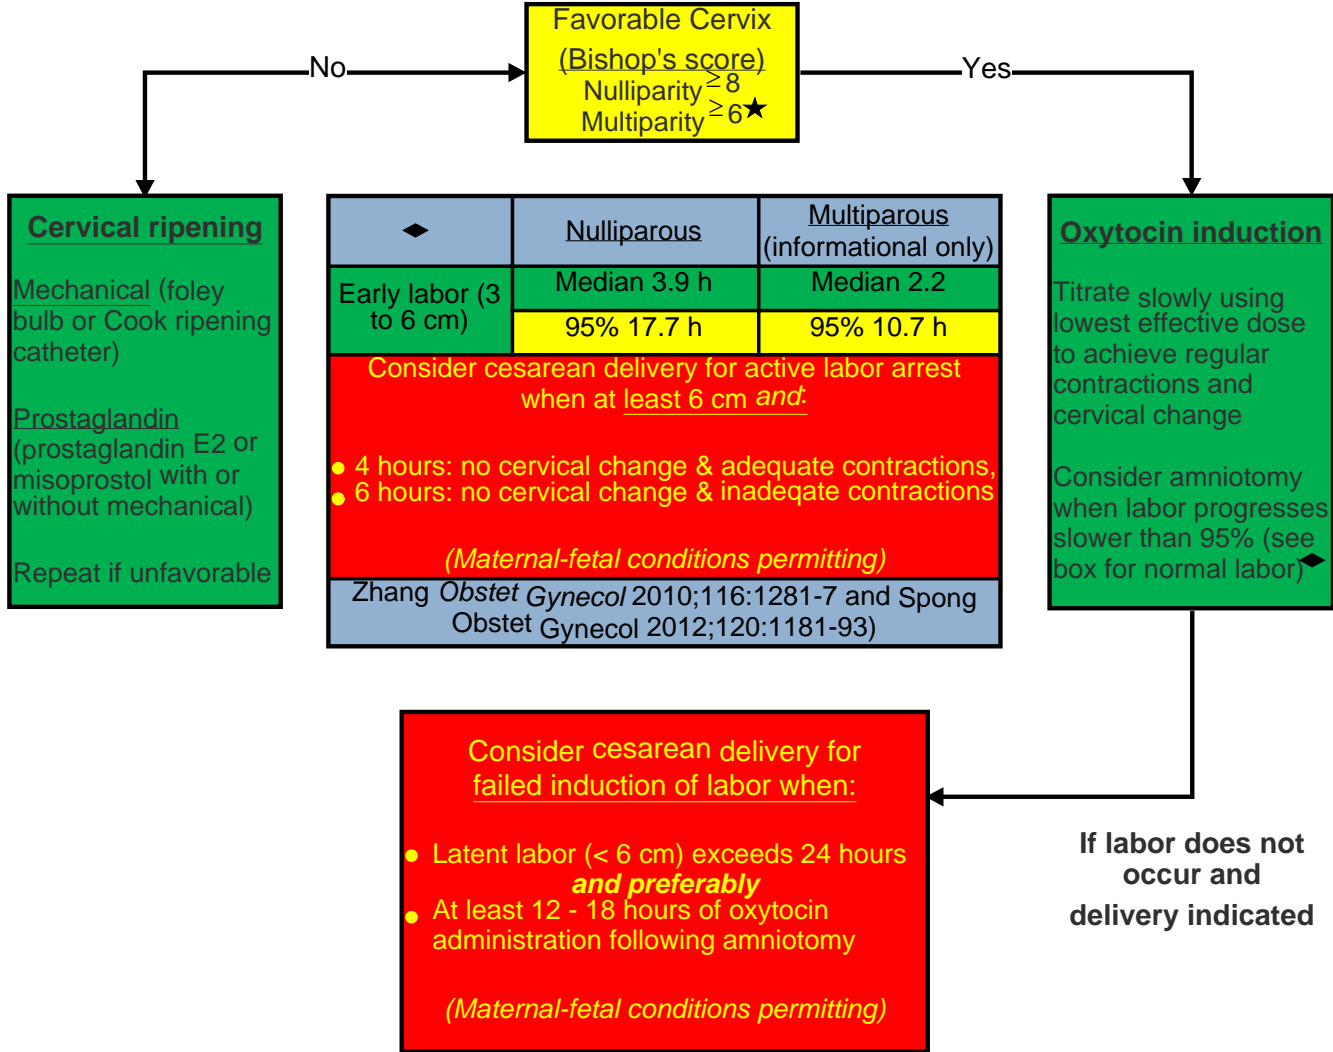 Favorable Cervix
(Bishop's score)
Nulliparity ≥ 8
Multiparity ≥ 6★
No
Yes
Cervical ripening
Mechanical (foley
bulb or Cook ripening
catheter)
Prostaglandin
(prostaglandin E2 or
misoprostol with or
without mechanical)
Repeat if unfavorable
◆
Nulliparous
Multiparous
(informational only)
Early labor (3
to 6 cm)
Median 3.9 h
Median 2.2
95% 17.7 h
95% 10.7 h
Consider cesarean delivery for active labor arrest
when at least 6 cm and:
● 4 hours: no cervical change & adequate contractions,
● 6 hours: no cervical change & inadeqate contractions
(Maternal-fetal conditions permitting)
Zhang Obstet Gynecol 2010;116:1281-7 and Spong
Obstet Gynecol 2012;120:1181-93)
Oxytocin induction
Titrate slowly using
lowest effective dose
to achieve regular
contractions and
cervical change
Consider amniotomy
when labor progresses
slower than 95% (see
box for normal labor)◆
Consider cesarean delivery for
failed induction of labor when:
● Latent labor (< 6 cm) exceeds 24 hours
and preferably
● At least 12 - 18 hours of oxytocin
administration following amniotomy
(Maternal-fetal conditions permitting)
If labor does not
occur and
delivery indicated